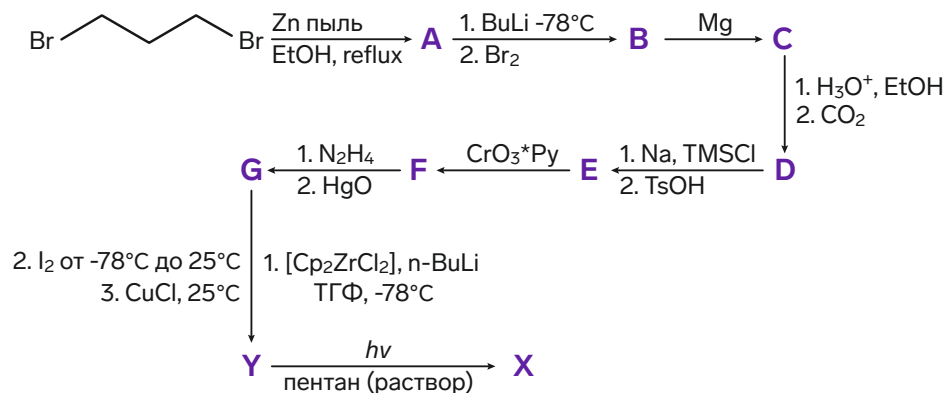 Br Br Zn пыль EtOH, reflux A 1. BuLi -78°C 2. Br₂ B Mg C
1. H₃O⁺, EtOH
2. CO₂
G 1. N₂H₄ 2. HgO F CrO₃*Py E 1. Na, TMSCl 2. TsOH D
2. I₂ от -78°C до 25°C 1. [Cp₂ZrCl₂], n-BuLi
3. CuCl, 25°C ТГФ, -78°C
Y hv пентан (раствор) X